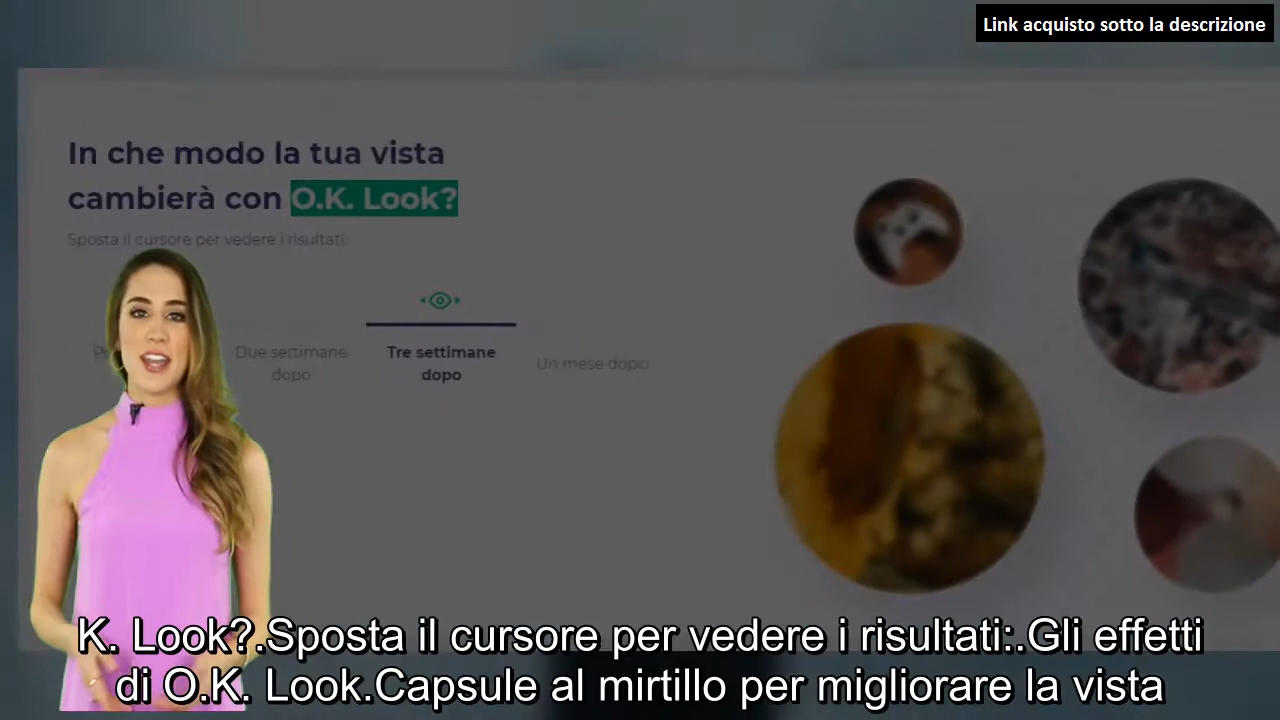 Link acquisto sotto la descrizione
In che modo la tua vista
cambierà con O.K. Look?
Sposta il cursore per vedere i risultati:
Due settimane
dopo
Tre settimane
dopo
Un mese dopo
K. Look?.Sposta il cursore per vedere i risultati:.Gli effetti
di O.K. Look.Capsule al mirtillo per migliorare la vista